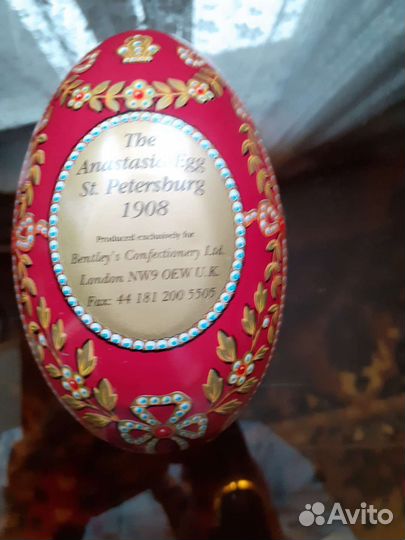 The
Anastasia Egg
St. Petersburg
1908
Produced exclusively for
Bentley's Confectionery Ltd.
London NW9 OEW U.K.
Fax: 44 181 200 5505
Avito